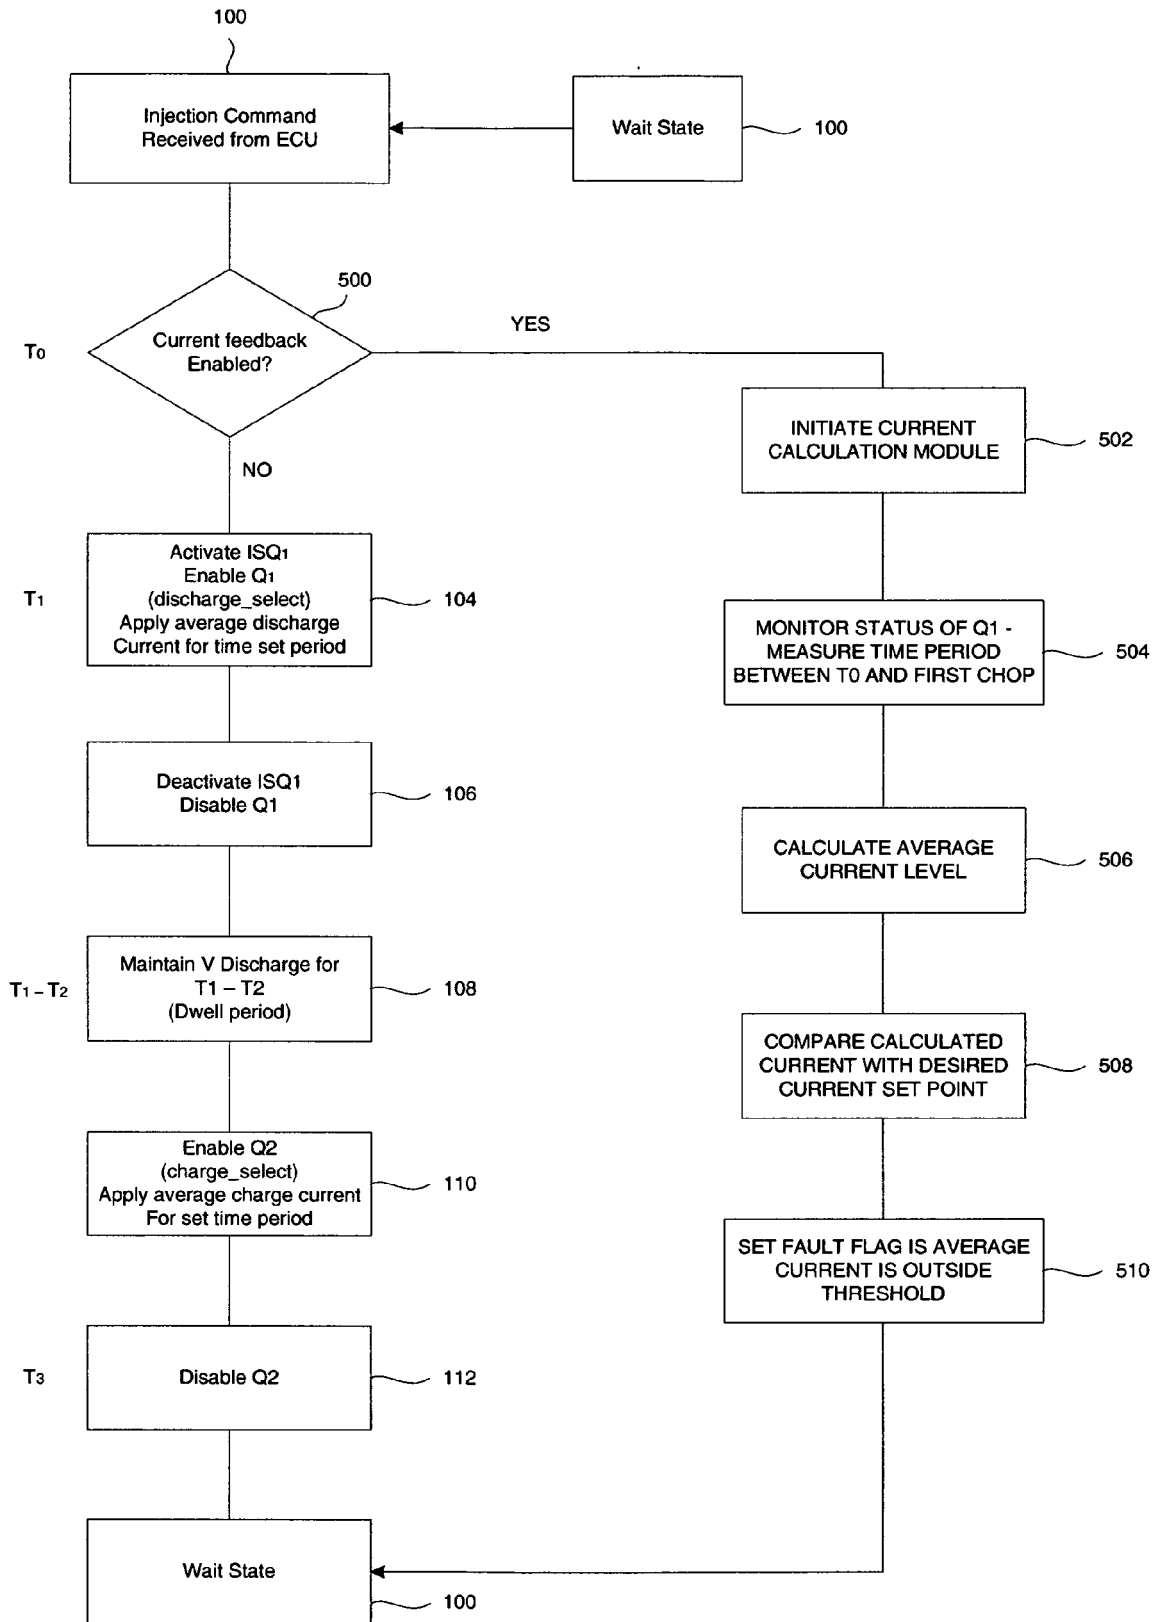 100
Injection Command
Received from ECU
Wait State
100
500
Current feedback
Enabled?
T0
YES
NO
INITIATE CURRENT
CALCULATION MODULE
502
T1
Activate ISQ1
Enable Q1
(discharge_select)
Apply average discharge
Current for time set period
104
MONITOR STATUS OF Q1 -
MEASURE TIME PERIOD
BETWEEN T0 AND FIRST CHOP
504
Deactivate ISQ1
Disable Q1
106
CALCULATE AVERAGE
CURRENT LEVEL
506
T1 – T2
Maintain V Discharge for
T1 – T2
(Dwell period)
108
COMPARE CALCULATED
CURRENT WITH DESIRED
CURRENT SET POINT
508
Enable Q2
(charge_select)
Apply average charge current
For set time period
110
SET FAULT FLAG IS AVERAGE
CURRENT IS OUTSIDE
THRESHOLD
510
T3
Disable Q2
112
Wait State
100